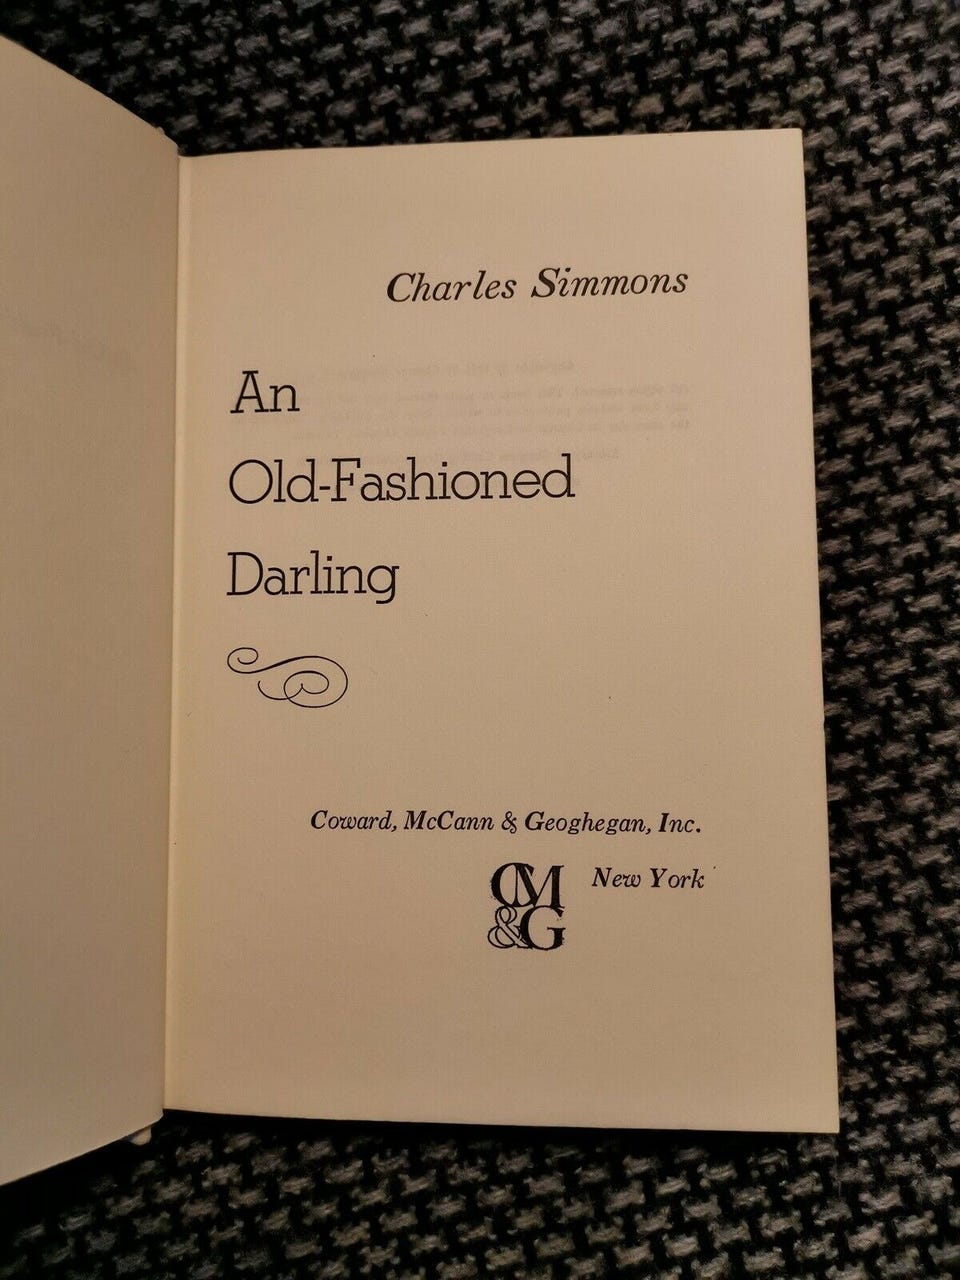 Charles Simmons
An
Old-Fashioned
Darling
Coward, McCann & Geoghegan, Inc.
New York
CM
&G